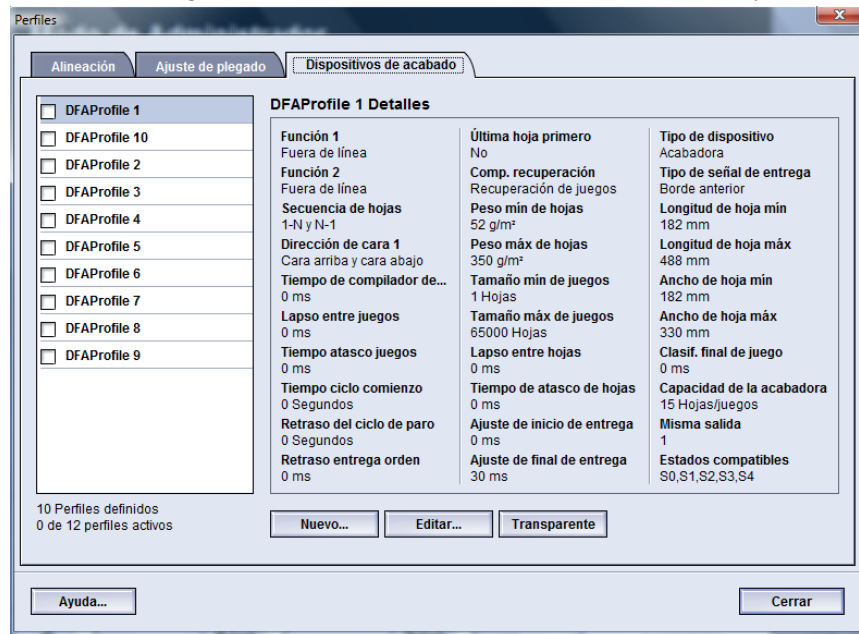 Perfiles
Alineación
Ajuste de plegado
Dispositivos de acabado
DFAProfile 1
DFAProfile 10
DFAProfile 2
DFAProfile 3
DFAProfile 4
DFAProfile 5
DFAProfile 6
DFAProfile 7
DFAProfile 8
DFAProfile 9
10 Perfiles definidos
0 de 12 perfiles activos
DFAProfile 1 Detalles
Función 1
Fuera de línea
Función 2
Fuera de línea
Secuencia de hojas
1-N y N-1
Dirección de cara 1
Cara arriba y cara abajo
Tiempo de compilador de...
0 ms
Lapso entre juegos
0 ms
Tiempo atasco juegos
0 ms
Tiempo ciclo comienzo
0 Segundos
Retraso del ciclo de paro
0 Segundos
Retraso entrega orden
0 ms
Última hoja primero
No
Comp. recuperación
Recuperación de juegos
Peso mín de hojas
52 g/m²
Peso máx de hojas
350 g/m²
Tamaño mín de juegos
1 Hojas
Tamaño máx de juegos
65000 Hojas
Lapso entre hojas
0 ms
Tiempo de atasco de hojas
0 ms
Ajuste de inicio de entrega
0 ms
Ajuste de final de entrega
30 ms
Tipo de dispositivo
Acabadora
Tipo de señal de entrega
Borde anterior
Longitud de hoja mín
182 mm
Longitud de hoja máx
488 mm
Ancho de hoja mín
182 mm
Ancho de hoja máx
330 mm
Clasif. final de juego
0 ms
Capacidad de la acabadora
15 Hojas/juegos
Misma salida
1
Estados compatibles
S0,S1,S2,S3,S4
Nuevo...
Editar...
Transparente
Ayuda...
Cerrar